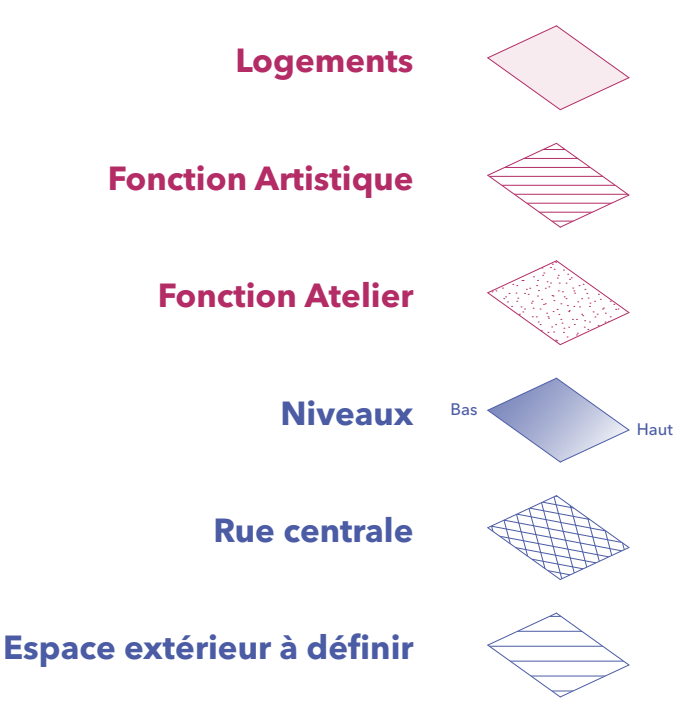 Logements
Fonction Artistique
Fonction Atelier
Niveaux
Bas
Haut
Rue centrale
Espace extérieur à définir